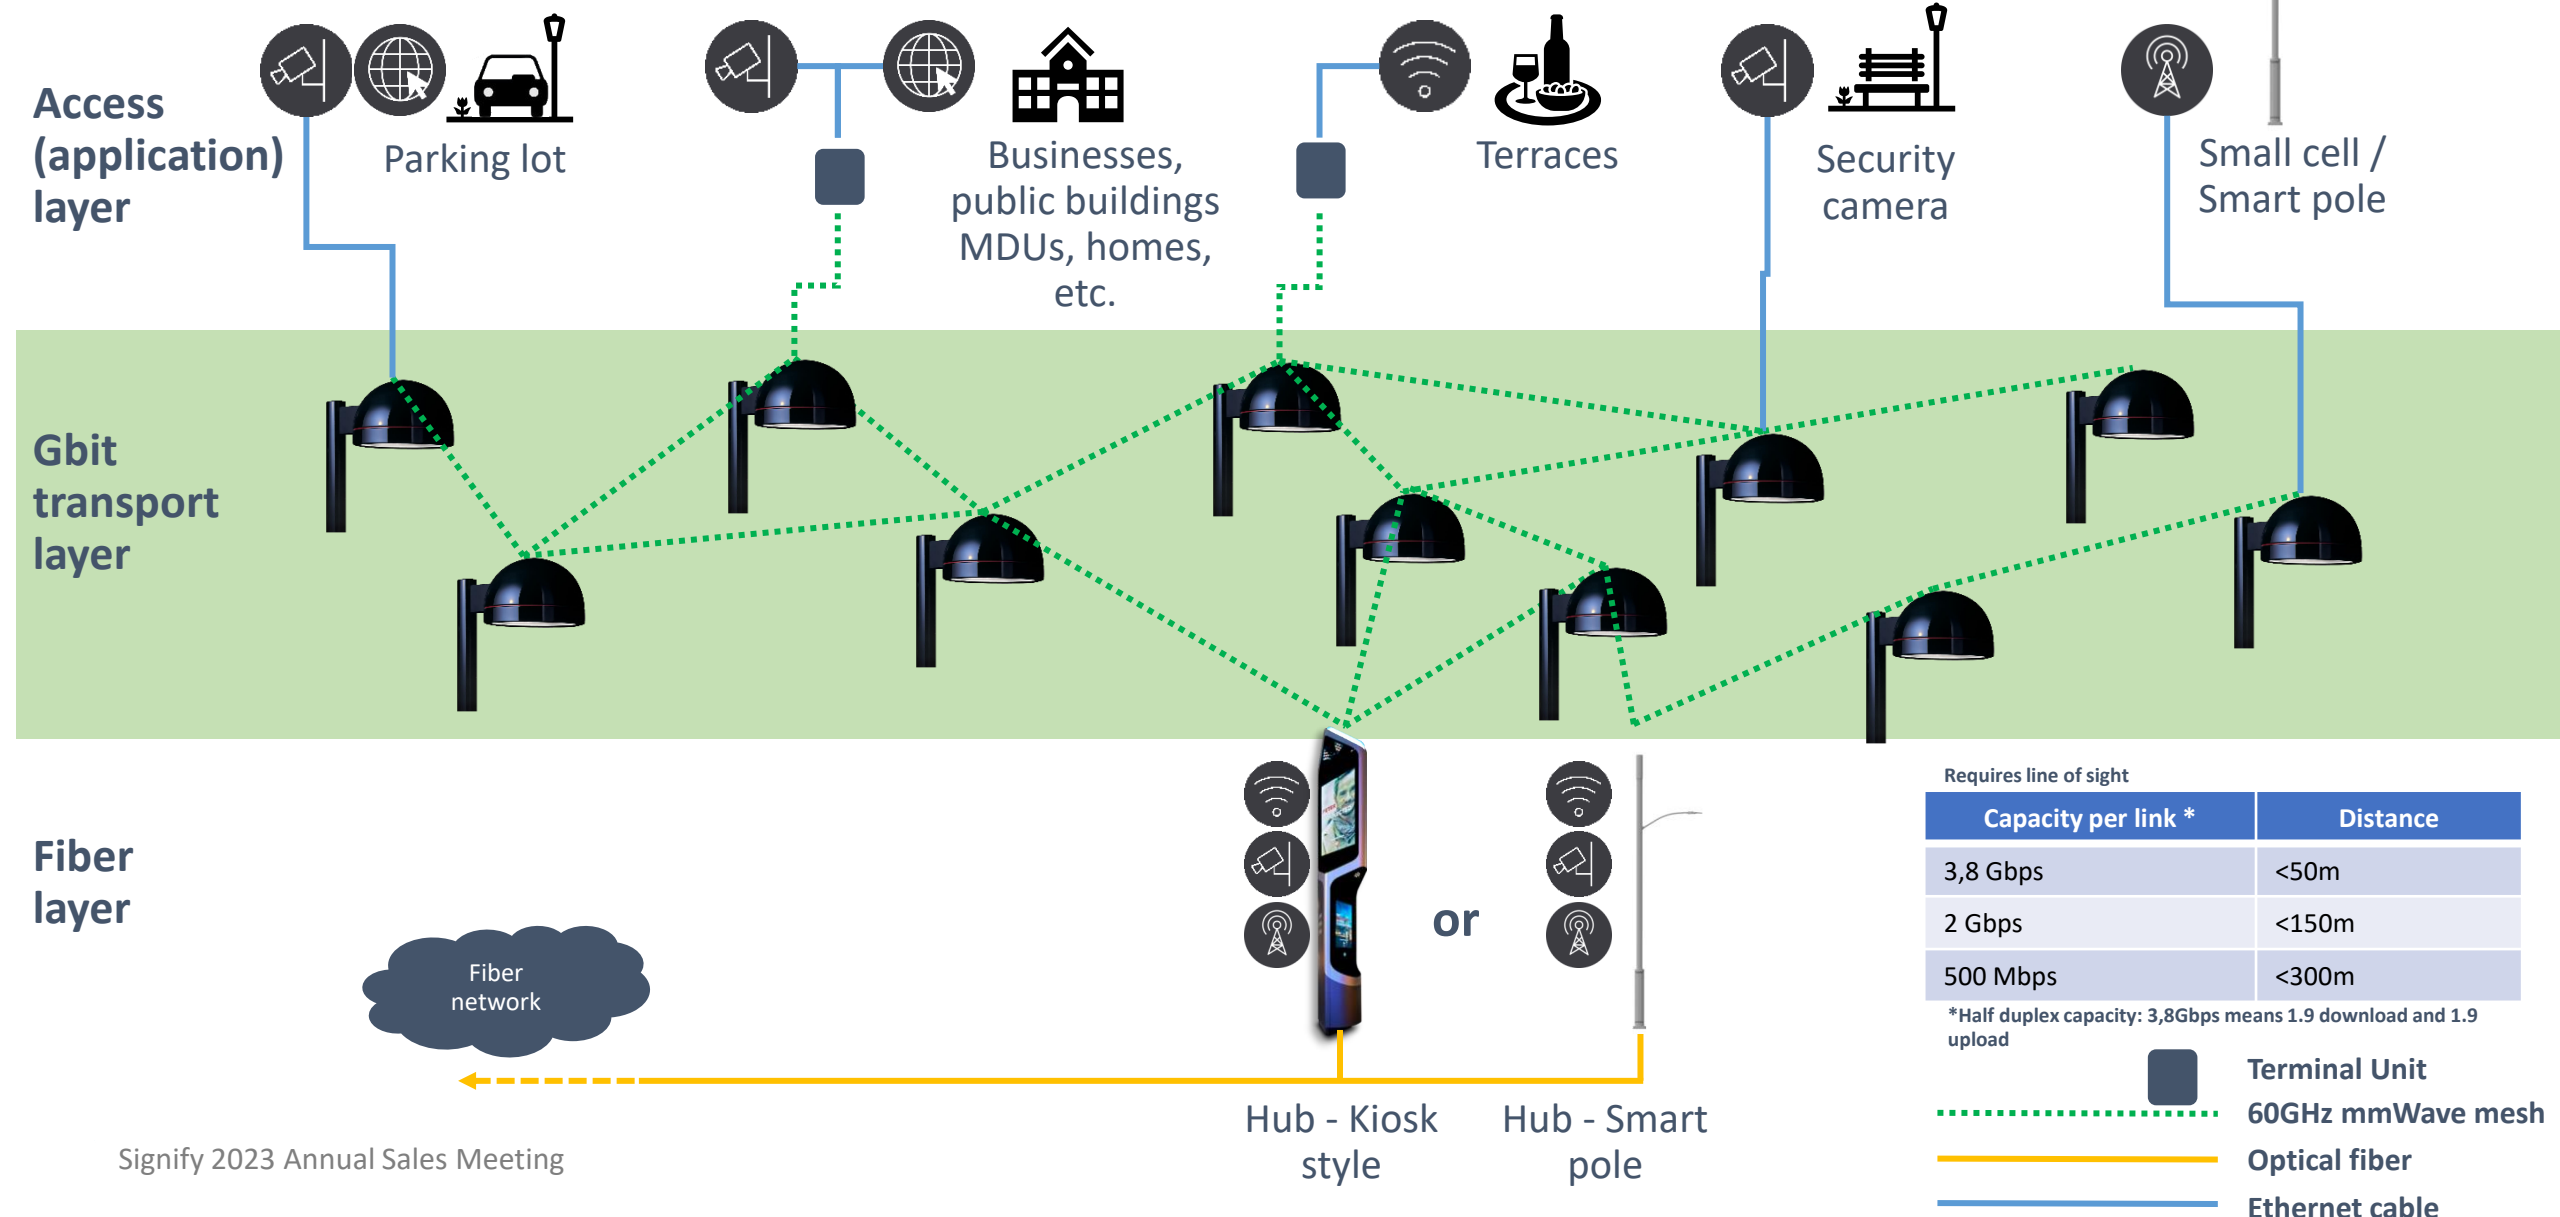 Access
(application)
layer
Parking lot
Businesses,
public buildings
MDUs, homes,
etc.
Terraces
Security
camera
Small cell /
Smart pole
Gbit
transport
layer
Fiber
layer
Fiber
network
or
Hub - Kiosk
style
Hub - Smart
pole
Requires line of sight
Capacity per link * Distance
3,8 Gbps <50m
2 Gbps <150m
500 Mbps <300m
*Half duplex capacity: 3,8Gbps means 1.9 download and 1.9
upload
Terminal Unit
60GHz mmWave mesh
Optical fiber
Ethernet cable
Signify 2023 Annual Sales Meeting